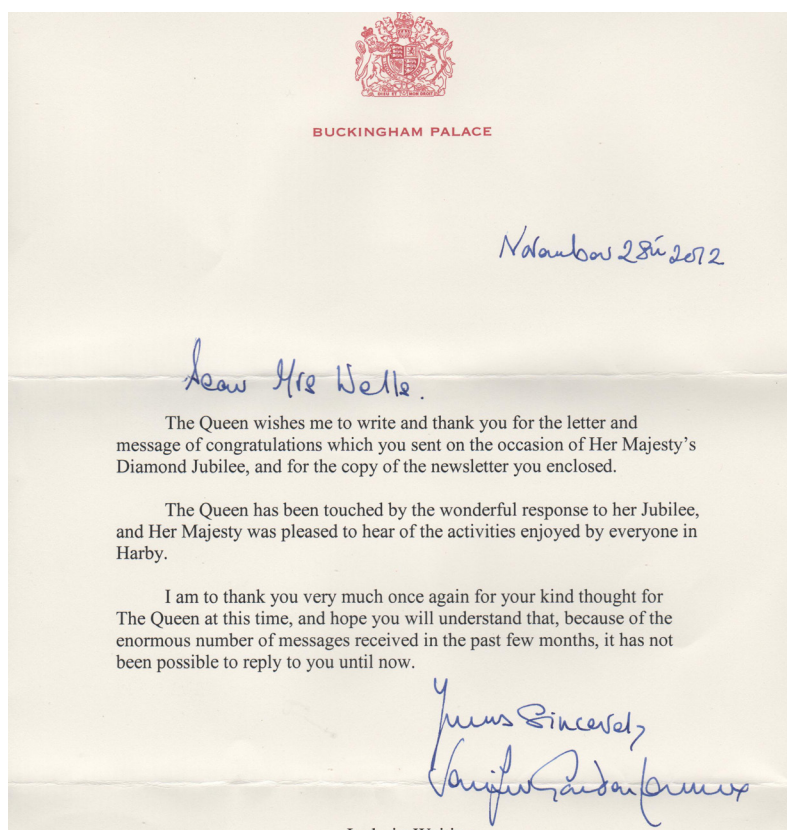 BUCKINGHAM PALACE
November 28th 2012
Dear Mrs Wells.
The Queen wishes me to write and thank you for the letter and
message of congratulations which you sent on the occasion of Her Majesty's
Diamond Jubilee, and for the copy of the newsletter you enclosed.
The Queen has been touched by the wonderful response to her Jubilee,
and Her Majesty was pleased to hear of the activities enjoyed by everyone in
Harby.
I am to thank you very much once again for your kind thought for
The Queen at this time, and hope you will understand that, because of the
enormous number of messages received in the past few months, it has not
been possible to reply to you until now.
Yours Sincerely
Jennifer Gordon Lennox